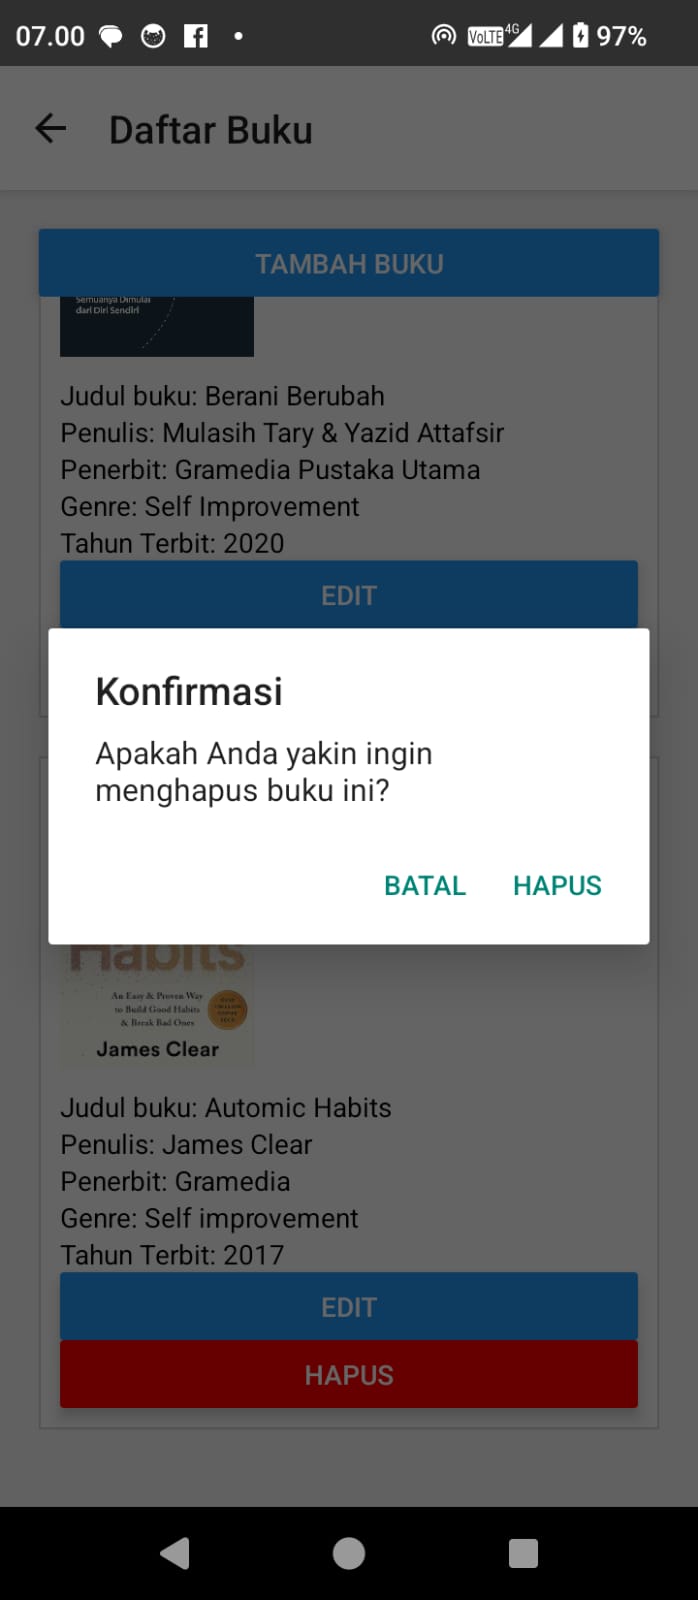 07.00
VoLTE 4G 97%
Daftar Buku
TAMBAH BUKU
Semuanya Dimulai
dari Diri Sendiri
Judul buku: Berani Berubah
Penulis: Mulasih Tary & Yazid Attafsir
Penerbit: Gramedia Pustaka Utama
Genre: Self Improvement
Tahun Terbit: 2020
EDIT
Konfirmasi
Apakah Anda yakin ingin
menghapus buku ini?
BATAL HAPUS
Habits
An Easy & Proven Way
to Build Good Habits
& Break Bad Ones
James Clear
Judul buku: Automic Habits
Penulis: James Clear
Penerbit: Gramedia
Genre: Self improvement
Tahun Terbit: 2017
EDIT
HAPUS